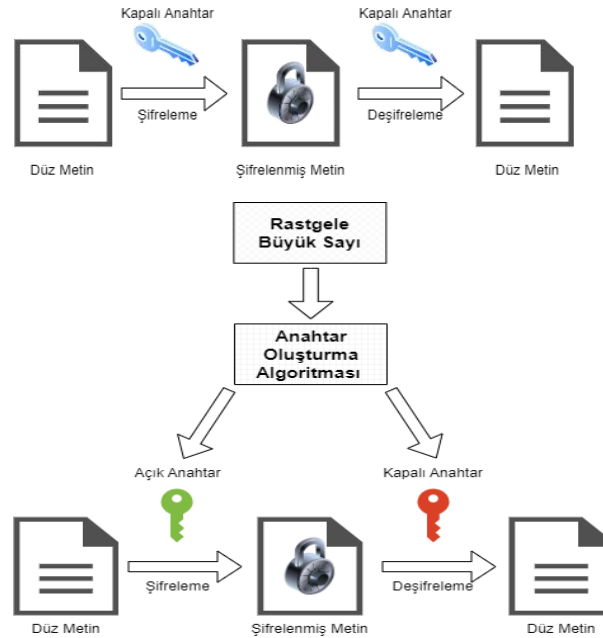 Kapalı Anahtar
Kapalı Anahtar
Şifreleme
Deşifreleme
Düz Metin
Şifrelenmiş Metin
Düz Metin
Rastgele
Büyük Sayı
Anahtar
Oluşturma
Algoritması
Açık Anahtar
Kapalı Anahtar
Şifreleme
Deşifreleme
Düz Metin
Şifrelenmiş Metin
Düz Metin